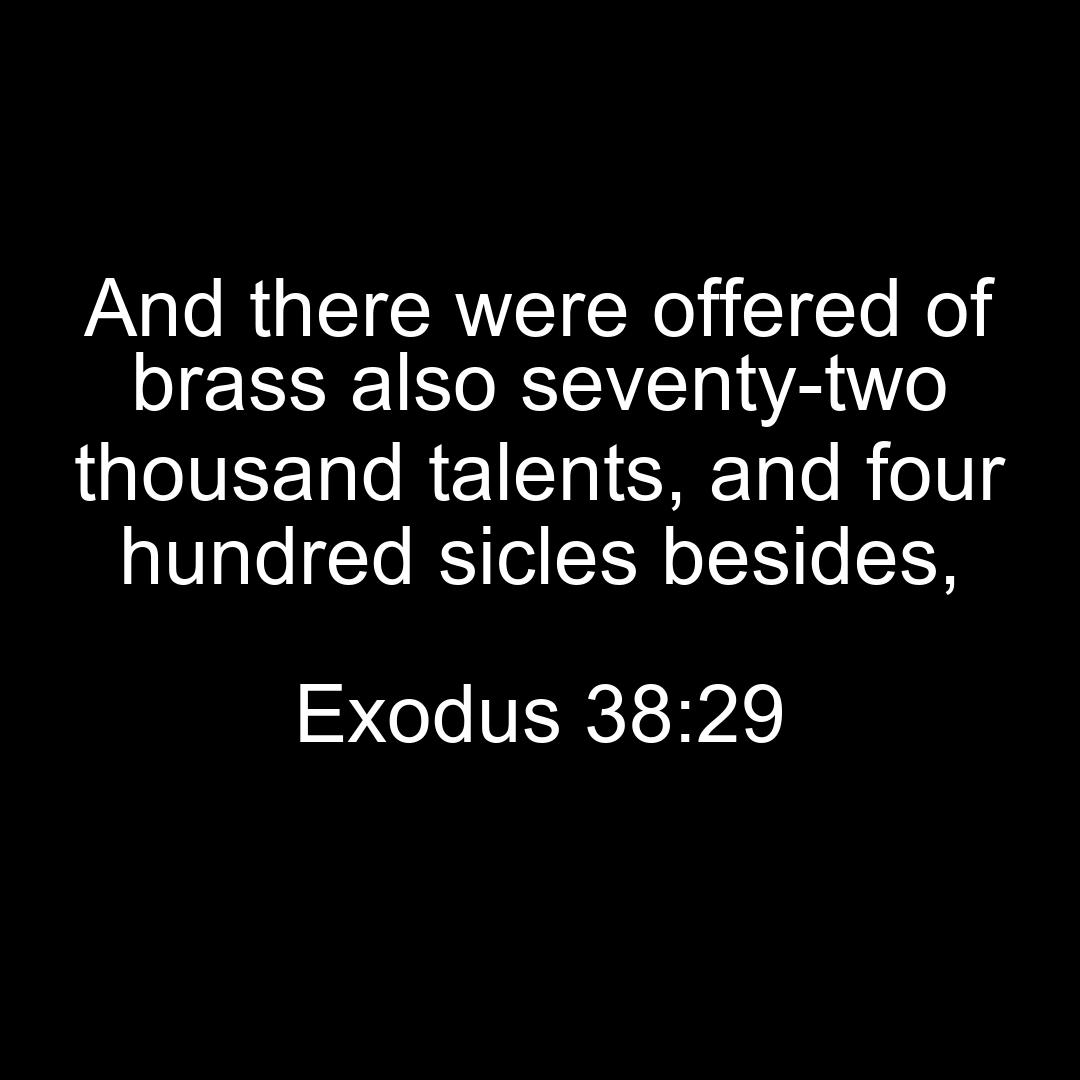 And there were offered of
brass also seventy-two
thousand talents, and four
hundred sicles besides,
Exodus 38:29